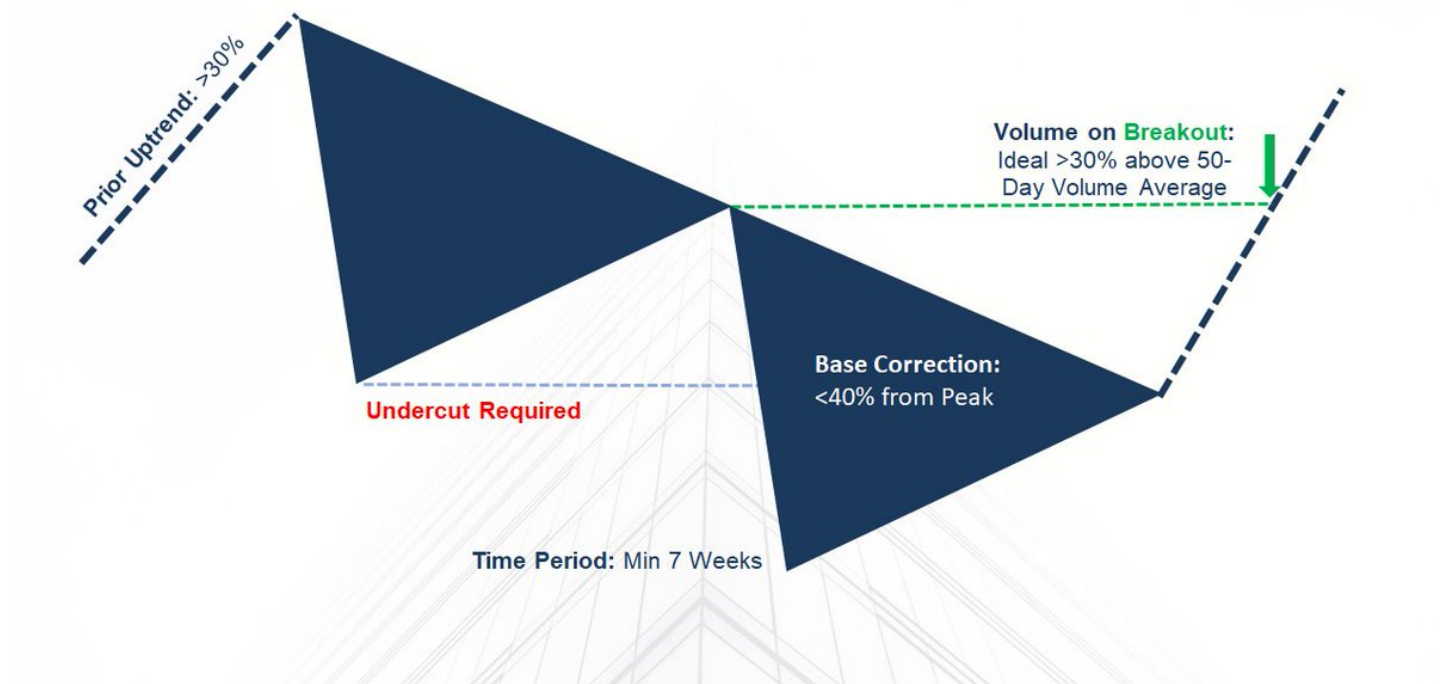 Prior Uptrend: >30%
Volume on Breakout:
Ideal >30% above 50-
Day Volume Average
Base Correction:
<40% from Peak
Undercut Required
Time Period: Min 7 Weeks